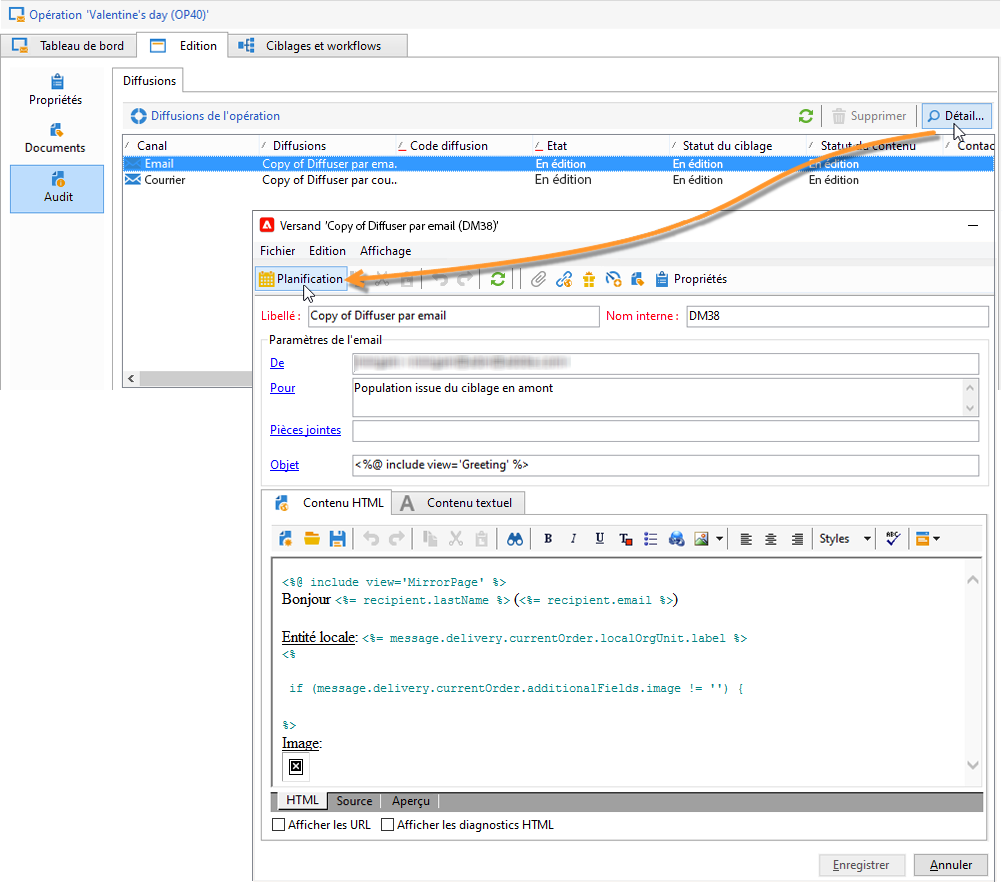 Opération 'Valentine's day (OP40)'
Tableau de bord Edition Ciblages et workflows
Propriétés
Documents
Audit
Diffusions
Diffusions de l'opération Supprimer Détail...
Canal Diffusions Code diffusion Etat Statut du ciblage Statut du contenu Contac
Email Copy of Diffuser par ema.. En édition En édition En édition
Courrier Copy of Diffuser par cou.. En édition En édition En édition
Versand 'Copy of Diffuser par email (DM38)'
Fichier Edition Affichage
Planification Propriétés
Libellé : Copy of Diffuser par email Nom interne : DM38
Paramètres de l'email
De
Pour Population issue du ciblage en amont
Pièces jointes
Objet <%@ include view='Greeting' %>
Contenu HTML A Contenu textuel
B I U T Styles ABC
<%@ include view='MirrorPage' %>
Bonjour <%= recipient.lastName %> (<%= recipient.email %>)
Entité locale: <%= message.delivery.currentOrder.localOrgUnit.label %>
<%
if (message.delivery.currentOrder.additionalFields.image != '') {
%>
Image:
HTML Source Aperçu
Afficher les URL Afficher les diagnostics HTML
Enregistrer Annuler